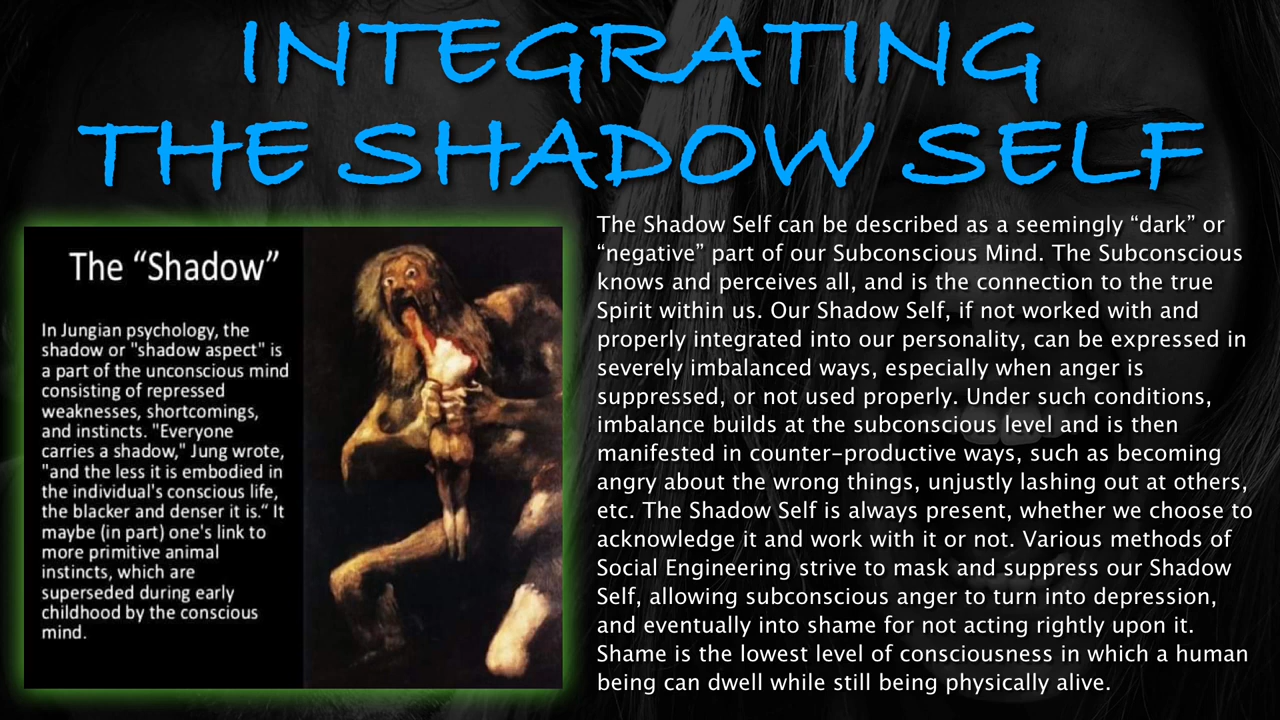 INTEGRATING
THE SHADOW SELF
The “Shadow”
In Jungian psychology, the
shadow or "shadow aspect" is
a part of the unconscious mind
consisting of repressed
weaknesses, shortcomings,
and instincts. "Everyone
carries a shadow," Jung wrote,
"and the less it is embodied in
the individual's conscious life,
the blacker and denser it is.“ It
maybe (in part) one's link to
more primitive animal
instincts, which are
superseded during early
childhood by the conscious
mind.
The Shadow Self can be described as a seemingly “dark” or
“negative” part of our Subconscious Mind. The Subconscious
knows and perceives all, and is the connection to the true
Spirit within us. Our Shadow Self, if not worked with and
properly integrated into our personality, can be expressed in
severely imbalanced ways, especially when anger is
suppressed, or not used properly. Under such conditions,
imbalance builds at the subconscious level and is then
manifested in counter–productive ways, such as becoming
angry about the wrong things, unjustly lashing out at others,
etc. The Shadow Self is always present, whether we choose to
acknowledge it and work with it or not. Various methods of
Social Engineering strive to mask and suppress our Shadow
Self, allowing subconscious anger to turn into depression,
and eventually into shame for not acting rightly upon it.
Shame is the lowest level of consciousness in which a human
being can dwell while still being physically alive.